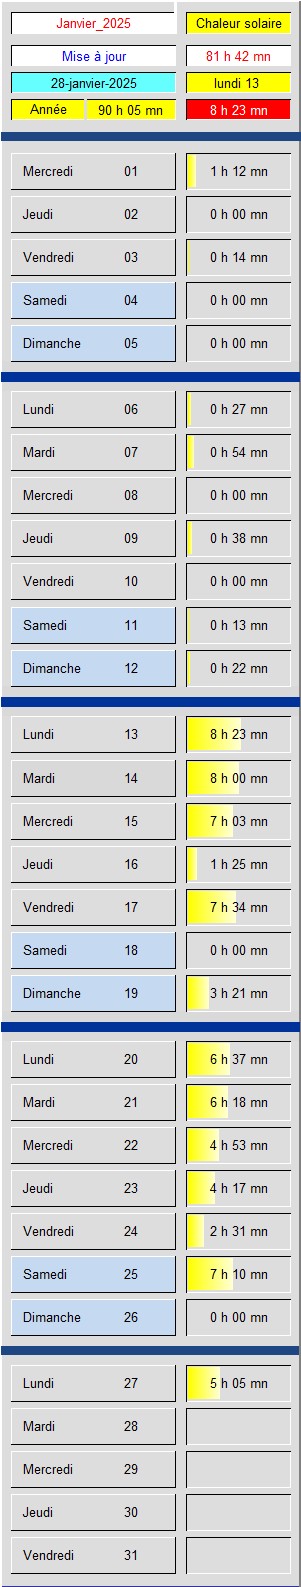 Janvier_2025 Chaleur solaire
Mise à jour 81 h 42 mn
28-janvier-2025 lundi 13
Année 90 h 05 mn 8 h 23 mn
Mercredi 01 1 h 12 mn
Jeudi 02 0 h 00 mn
Vendredi 03 0 h 14 mn
Samedi 04 0 h 00 mn
Dimanche 05 0 h 00 mn
Lundi 06 0 h 27 mn
Mardi 07 0 h 54 mn
Mercredi 08 0 h 00 mn
Jeudi 09 0 h 38 mn
Vendredi 10 0 h 00 mn
Samedi 11 0 h 13 mn
Dimanche 12 0 h 22 mn
Lundi 13 8 h 23 mn
Mardi 14 8 h 00 mn
Mercredi 15 7 h 03 mn
Jeudi 16 1 h 25 mn
Vendredi 17 7 h 34 mn
Samedi 18 0 h 00 mn
Dimanche 19 3 h 21 mn
Lundi 20 6 h 37 mn
Mardi 21 6 h 18 mn
Mercredi 22 4 h 53 mn
Jeudi 23 4 h 17 mn
Vendredi 24 2 h 31 mn
Samedi 25 7 h 10 mn
Dimanche 26 0 h 00 mn
Lundi 27 5 h 05 mn
Mardi 28
Mercredi 29
Jeudi 30
Vendredi 31